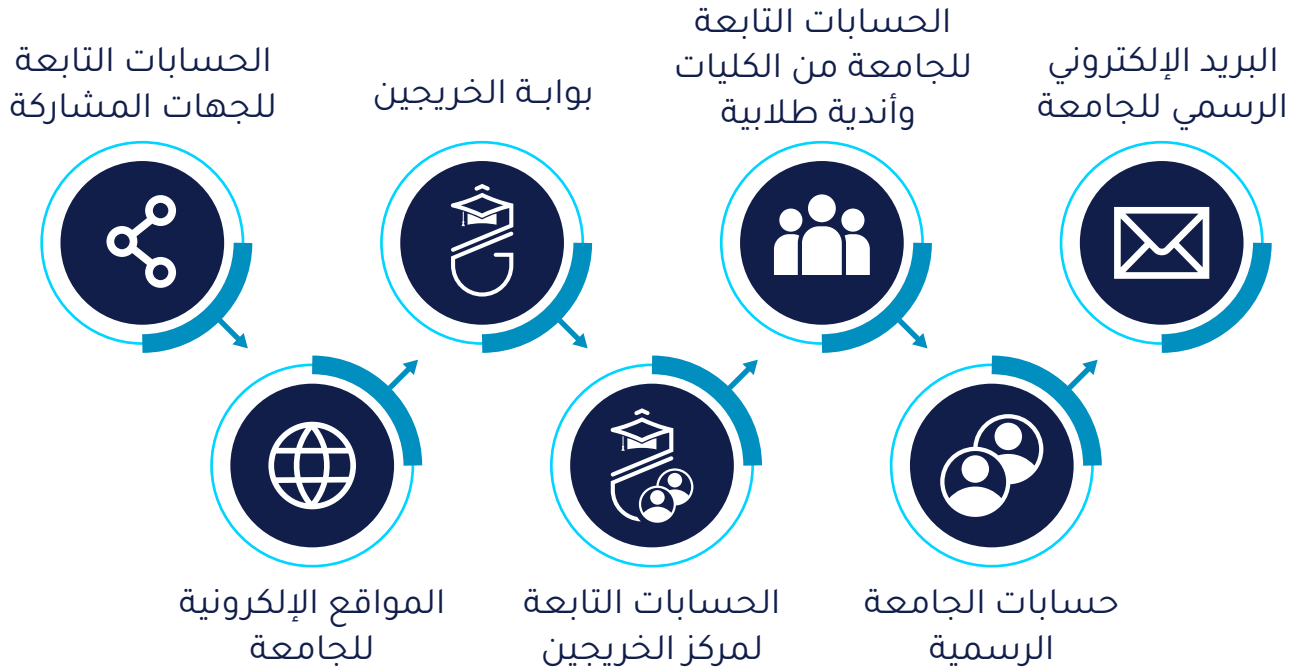 البريد الإلكتروني
الرسمي للجامعة
الحسابات التابعة
للجامعة من الكليات
وأندية طلابية
بوابـة الخريجين
الحسابات التابعة
للجهات المشاركة
حسابات الجامعة
الرسمية
الحسابات التابعة
لمركز الخريجين
المواقع الإلكرونية
للجامعة